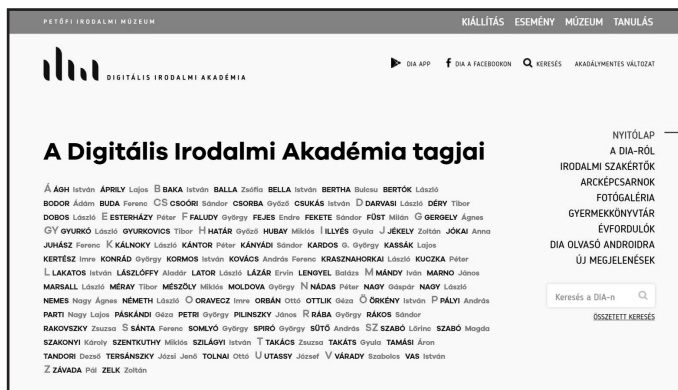 PETŐFI IRODALMI MÚZEUM
KIÁLLÍTÁS ESEMÉNY MÚZEUM TANULÁS
DIGITÁLIS IRODALMI AKADÉMIA
DIA APP DIA A FACEBOOKON KERESÉS AKADÁLYMENTES VÁLTOZAT
A Digitális Irodalmi Akadémia tagjai
Á ÁGH István ÁPRILY Lajos B BAKA István BALLA Zsófia BELLA István BERTHA Bulcsu BERTÓK László
BODOR Ádám BUDA Ferenc CS CSOÓRI Sándor CSORBA Győző CSUKÁS István D DARVASI László DÉRY Tibor
DOBOS László E ESTERHÁZY Péter F FALUDY György FEJES Endre FEKETE Sándor FÜST Milán G GERGELY Ágnes
GY GYURKÓ László GYURKOVICS Tibor H HATÁR Győző HUBAY Miklós I ILLYÉS Gyula J JÉKELY Zoltán JÓKAI Anna
JUHÁSZ Ferenc K KÁLNOKY László KÁNTOR Péter KÁNYÁDI Sándor KARDOS G. György KASSÁK Lajos
KERTÉSZ Imre KONRÁD György KORMOS István KOVÁCS András Ferenc KRASZNAHORKAI László KUCZKA Péter
L LAKATOS István LÁSZLÓFFY Aladár LATOR László LÁZÁR Ervin LENGYEL Balázs M MÁNDY Iván MARNO János
MARSALL László MÉRAY Tibor MÉSZÖLY Miklós MOLDOVA György N NÁDAS Péter NAGY Gáspár NAGY László
NEMES Nagy Ágnes NÉMETH László O ORAVECZ Imre ORBÁN Ottó OTTLIK Géza Ö ÖRKÉNY István P PÁLYI András
PARTI Nagy Lajos PÁSKÁNDI Géza PETRI György PILINSZKY János R RÁBA György RÁKOS Sándor
RAKOVSZKY Zsuzsa S SÁNTA Ferenc SOMLYÓ György SPIRÓ György SÜTŐ András SZ SZABÓ Lőrinc SZABÓ Magda
SZAKONYI Károly SZENTKUTHY Miklós SZILÁGYI István T TAKÁCS Zsuzsa TAKÁTS Gyula TAMÁSI Áron
TANDORI Dezső TERSÁNSZKY Józsi Jenő TOLNAI Ottó U UTASSY József V VÁRADY Szabolcs VAS István
Z ZÁVADA Pál ZELK Zoltán
NYITÓLAP
A DIA-RÓL
IRODALMI SZAKÉRTŐK
ARCKÉPCSARNOK
FOTÓGALÉRIA
GYERMEKKÖNYVTÁR
ÉVFORDULÓK
DIA OLVASÓ ANDROIDRA
ÚJ MEGJELENÉSEK
Keresés a DIA-n
ÖSSZETETT KERESÉS